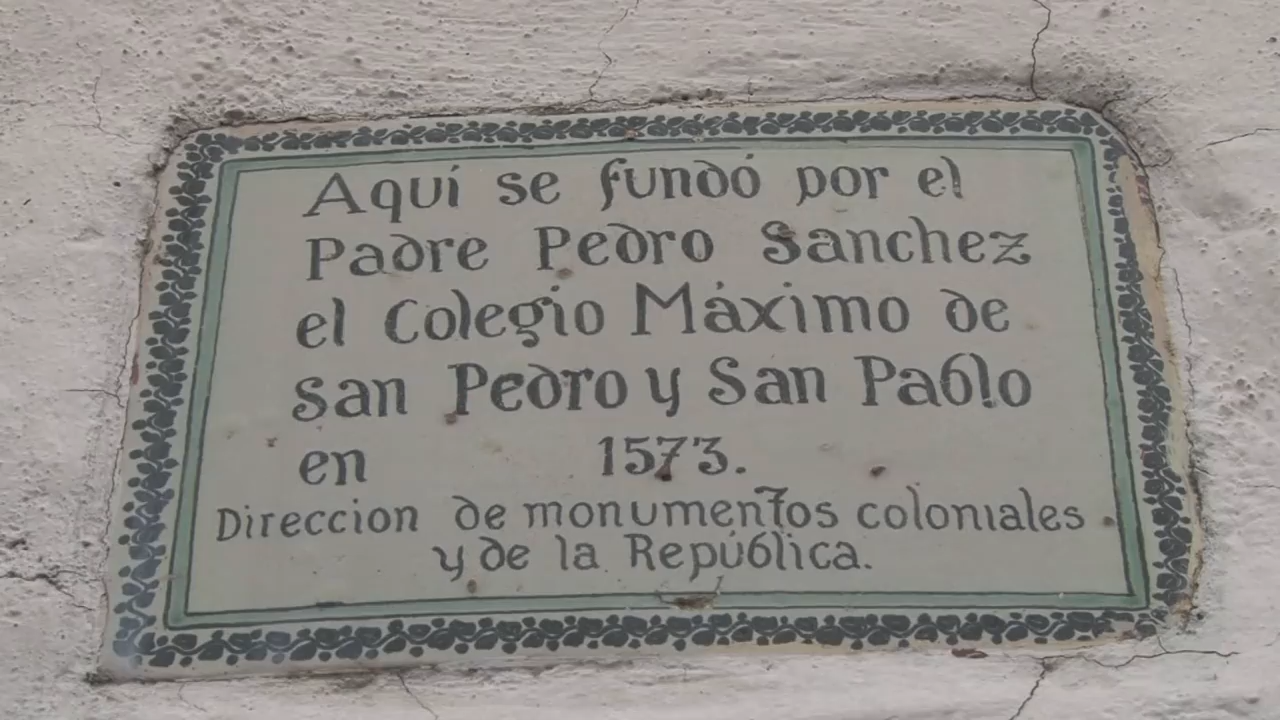 Aquí se fundó por el
Padre Pedro Sanchez
el Colegio Máximo de
san Pedro y San Pablo
en 1573.
Direccion de monumentos coloniales
y de la República.